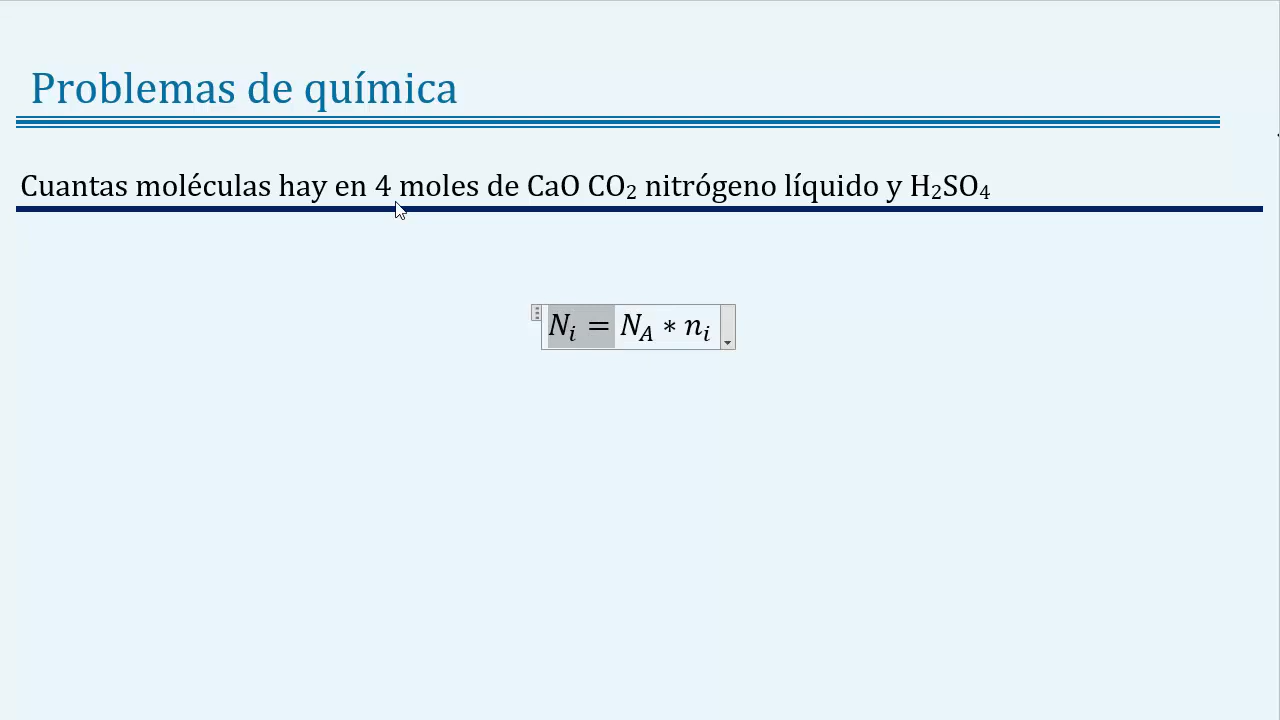 Problemas de química
Cuantas moléculas hay en 4 moles de CaO CO₂ nitrógeno líquido y H₂SO₄
Nᵢ = N_A * nᵢ